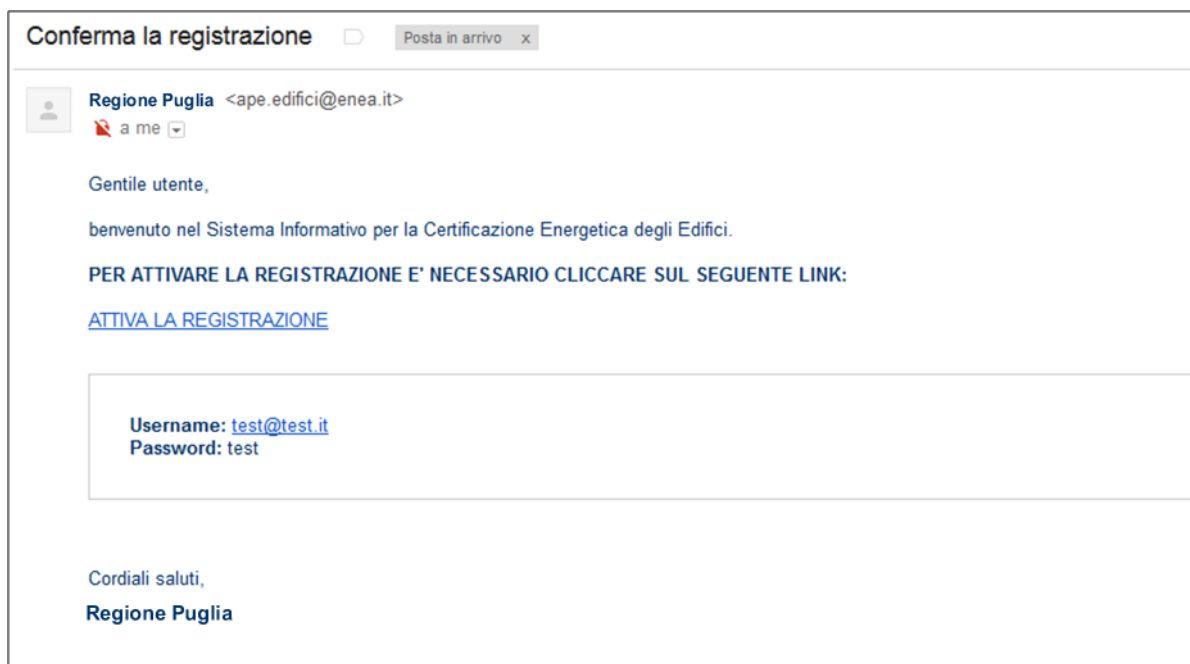 Conferma la registrazione
Posta in arrivo x
Regione Puglia <ape.edifici@enea.it>
a me
Gentile utente,
benvenuto nel Sistema Informativo per la Certificazione Energetica degli Edifici.
PER ATTIVARE LA REGISTRAZIONE E' NECESSARIO CLICCARE SUL SEGUENTE LINK:
ATTIVA LA REGISTRAZIONE
Username: test@test.it
Password: test
Cordiali saluti,
Regione Puglia